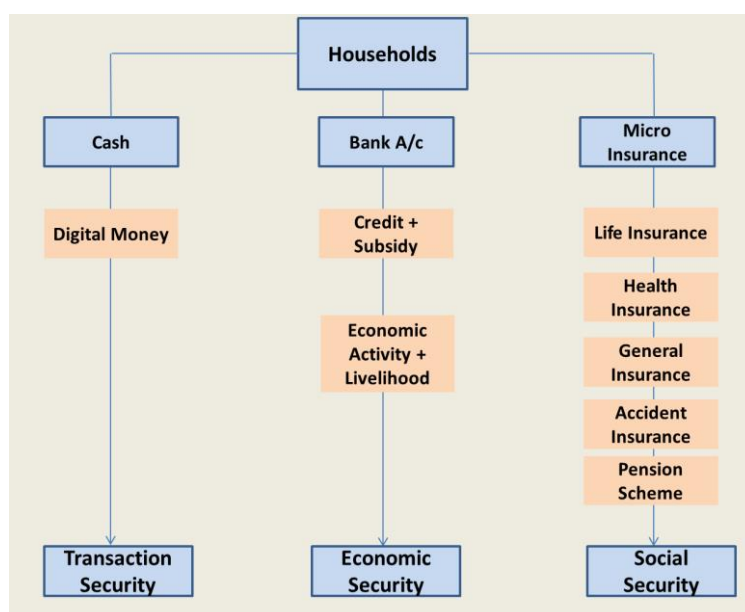 Households
Cash
Bank A/c
Micro
Insurance
Digital Money
Credit +
Subsidy
Life Insurance
Health
Insurance
Economic
Activity +
Livelihood
General
Insurance
Accident
Insurance
Pension
Scheme
Transaction
Security
Economic
Security
Social
Security